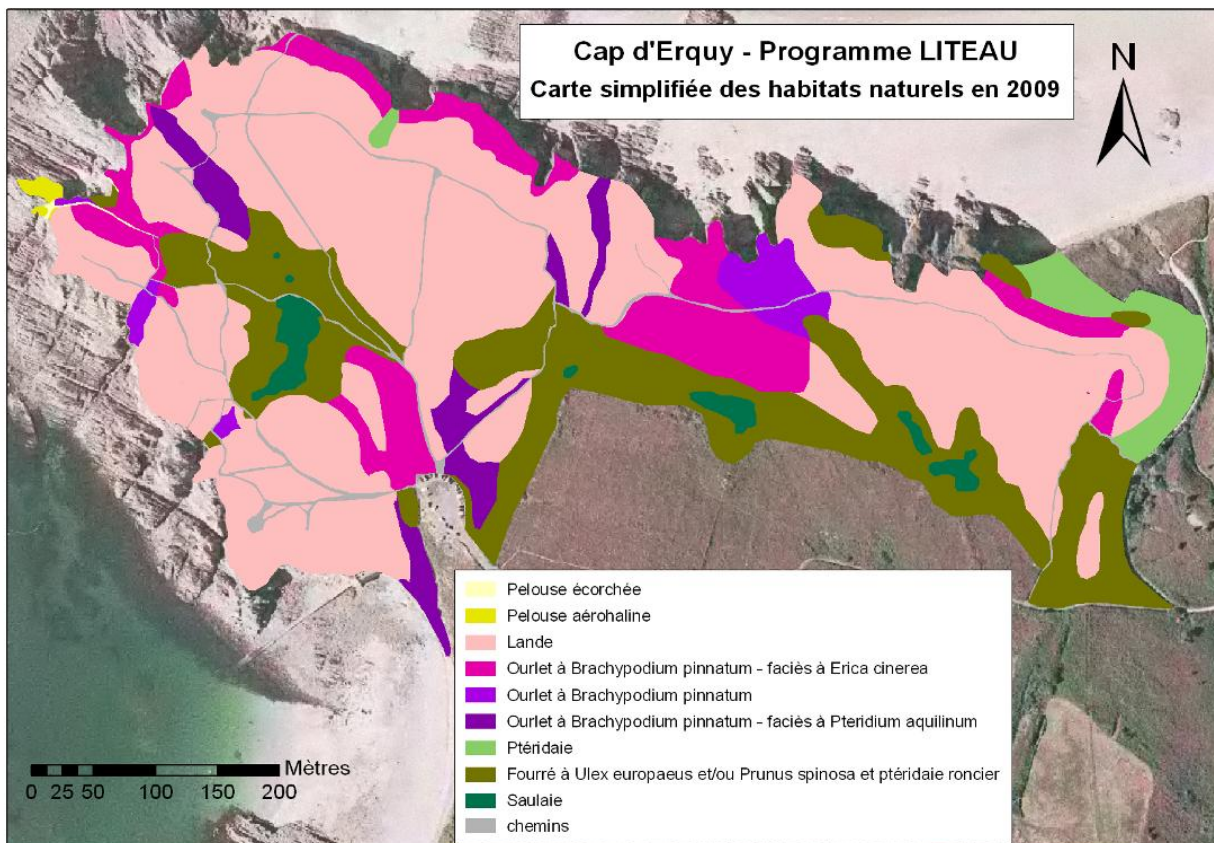 Cap d'Erquy - Programme LITEAU
Carte simplifiée des habitats naturels en 2009
N
Pelouse écorchée
Pelouse aérohaline
Lande
Ourlet à Brachypodium pinnatum - faciès à Erica cinerea
Ourlet à Brachypodium pinnatum
Ourlet à Brachypodium pinnatum - faciès à Pteridium aquilinum
Ptéridaie
Fourré à Ulex europaeus et/ou Prunus spinosa et ptéridaie roncier
Saulaie
chemins
Mètres
0 25 50 100 150 200